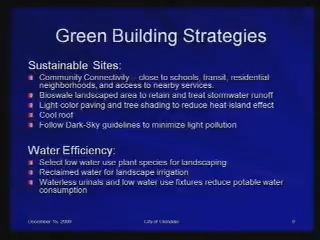 Green Building Strategies
Sustainable Sites:
Community Connectivity – close to schools, transit, residential
neighborhoods, and access to nearby services.
Bioswale landscaped area to retain and treat stormwater runoff
Light-color paving and tree shading to reduce heat-island effect
Cool roof
Follow Dark-Sky guidelines to minimize light pollution
Water Efficiency:
Select low water use plant species for landscaping
Reclaimed water for landscape irrigation
Waterless urinals and low water use fixtures reduce potable water
consumption
December 15, 2009
City of